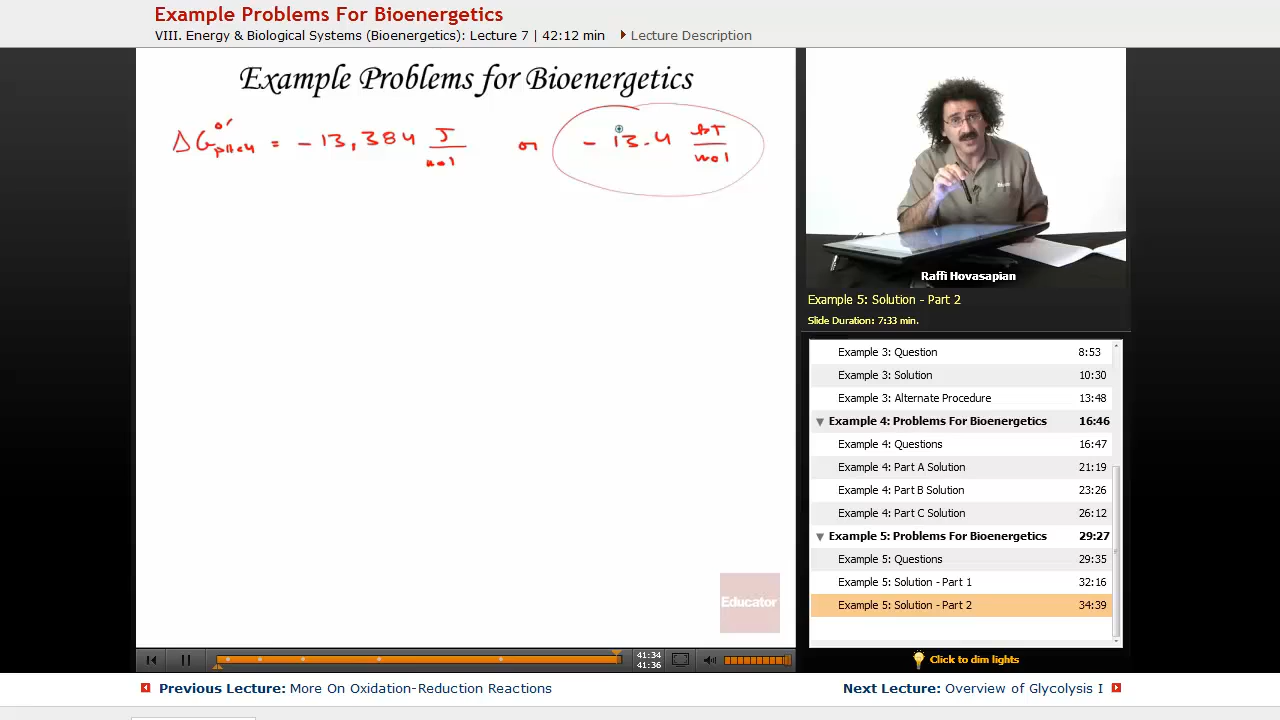 Example Problems For Bioenergetics
VIII. Energy & Biological Systems (Bioenergetics): Lecture 7 | 42:12 min Lecture Description
Example Problems for Bioenergetics
ΔG°'pH=4 = -13,384 J/mol or -13.4 kJ/mol
Raffi Hovasapian
Example 5: Solution - Part 2
Slide Duration: 7:33 min.
Example 3: Question 8:53
Example 3: Solution 10:30
Example 3: Alternate Procedure 13:48
Example 4: Problems For Bioenergetics 16:46
Example 4: Questions 16:47
Example 4: Part A Solution 21:19
Example 4: Part B Solution 23:26
Example 4: Part C Solution 26:12
Example 5: Problems For Bioenergetics 29:27
Example 5: Questions 29:35
Example 5: Solution - Part 1 32:16
Example 5: Solution - Part 2 34:39
Educator
41:34
41:36
Click to dim lights
Previous Lecture: More On Oxidation-Reduction Reactions
Next Lecture: Overview of Glycolysis I